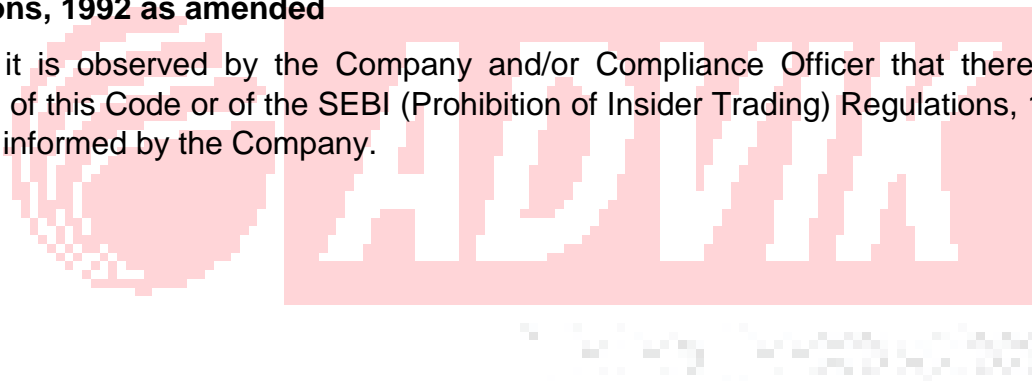 ons, 1992 as amended
it is observed by the Company and/or Compliance Officer that there
of this Code or of the SEBI (Prohibition of Insider Trading) Regulations,
informed by the Company.
ADVIK